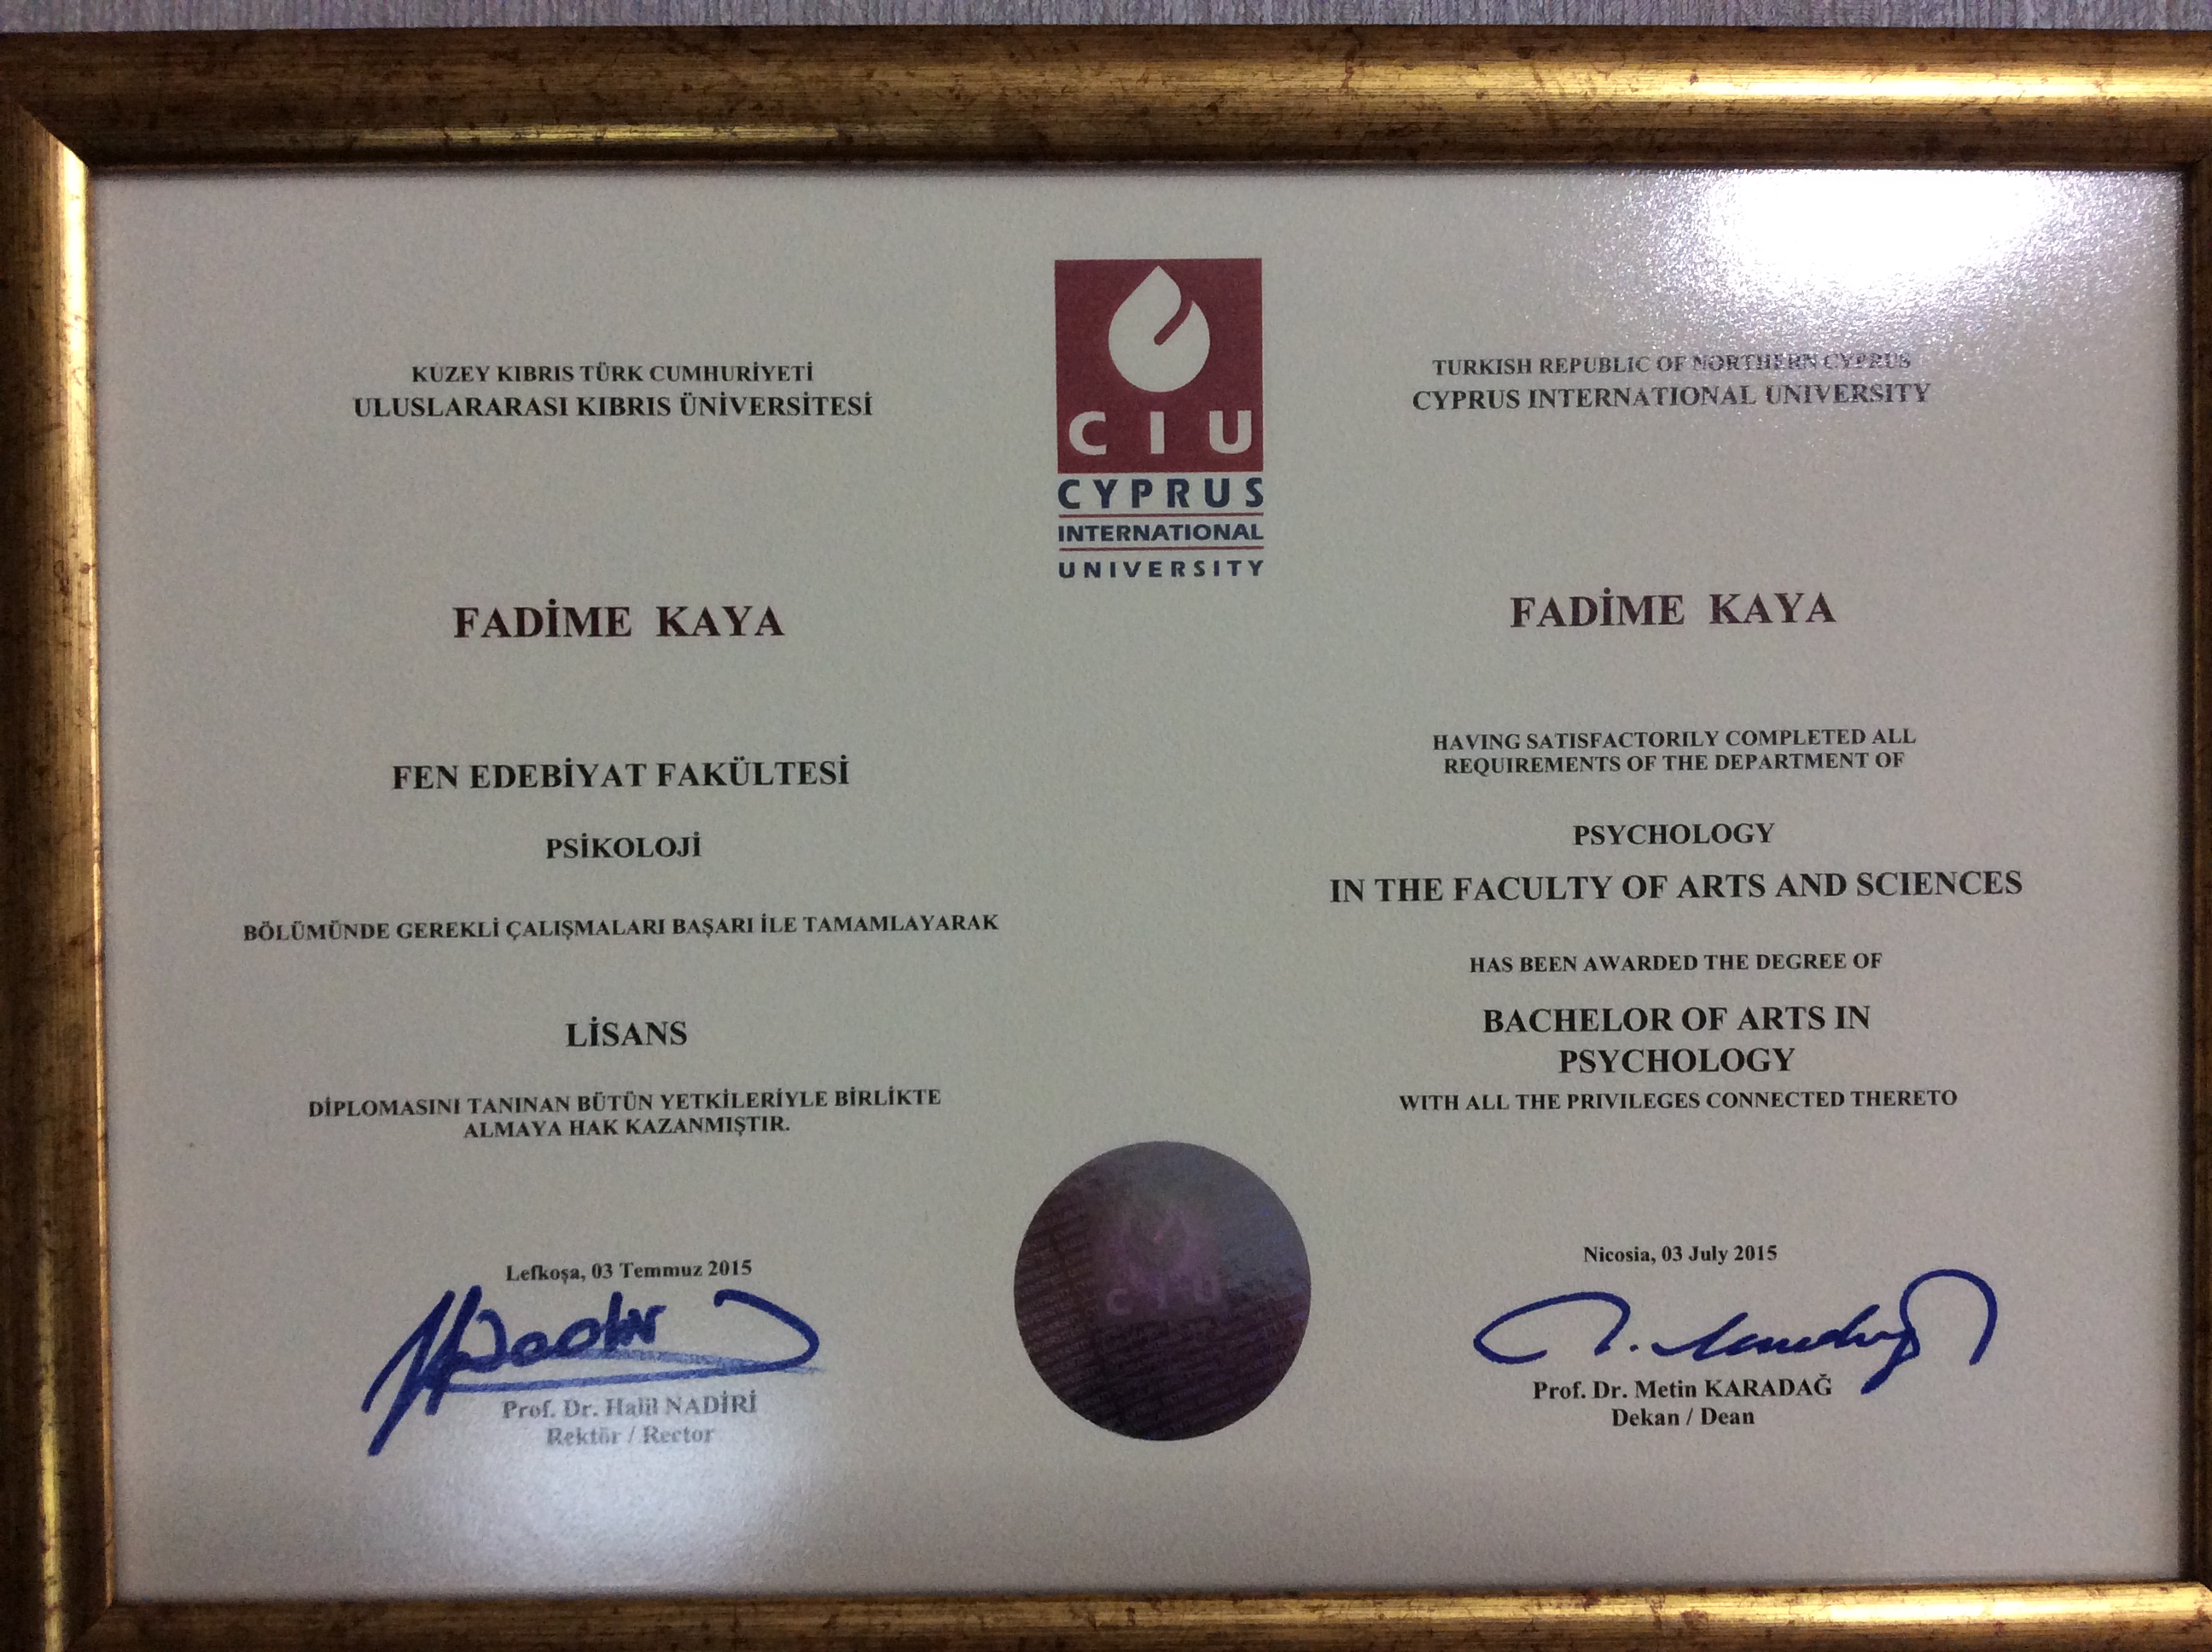 KUZEY KIBRIS TÜRK CUMHURİYETİ
ULUSLARARASI KIBRIS ÜNİVERSİTESİ
FADİME KAYA
FEN EDEBİYAT FAKÜLTESİ
PSİKOLOJİ
BÖLÜMÜNDE GEREKLİ ÇALIŞMALARI BAŞARI İLE TAMAMLAYARAK
LİSANS
DİPLOMASINI TANINAN BÜTÜN YETKİLERİYLE BİRLİKTE
ALMAYA HAK KAZANMIŞTIR.
Lefkoşa, 03 Temmuz 2015
Prof. Dr. Halil NADİRİ
Rektör / Rector
CIU
CYPRUS
INTERNATIONAL
UNIVERSITY
CIU
TURKISH REPUBLIC OF NORTHERN CYPRUS
CYPRUS INTERNATIONAL UNIVERSITY
FADİME KAYA
HAVING SATISFACTORILY COMPLETED ALL
REQUIREMENTS OF THE DEPARTMENT OF
PSYCHOLOGY
IN THE FACULTY OF ARTS AND SCIENCES
HAS BEEN AWARDED THE DEGREE OF
BACHELOR OF ARTS IN
PSYCHOLOGY
WITH ALL THE PRIVILEGES CONNECTED THERETO
Nicosia, 03 July 2015
Prof. Dr. Metin KARADAĞ
Dekan / Dean